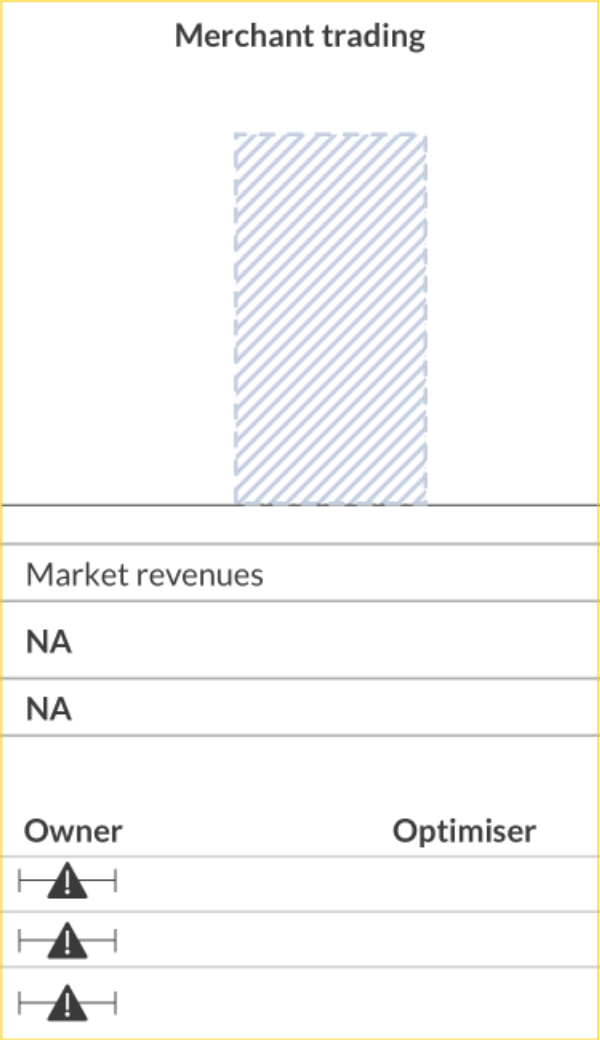 Merchant trading
Market revenues
NA
NA
Owner Optimiser